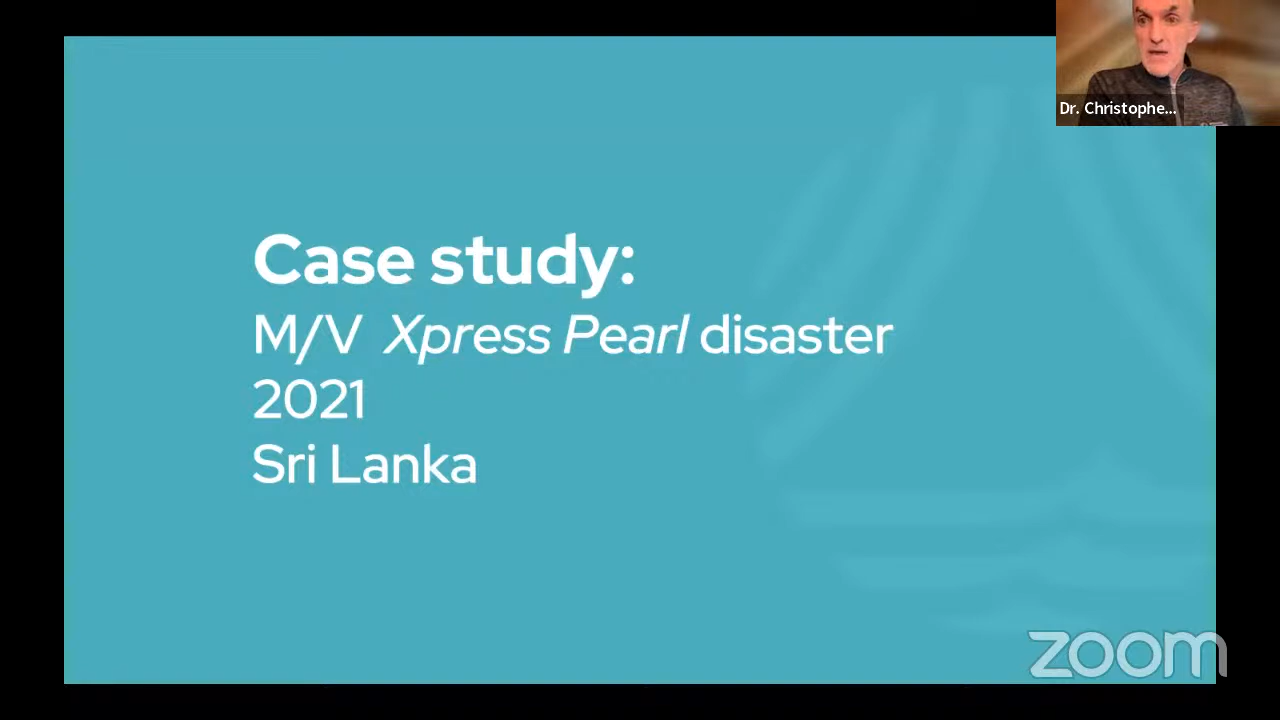 Dr. Christophe...
Case study:
M/V Xpress Pearl disaster
2021
Sri Lanka
zoom